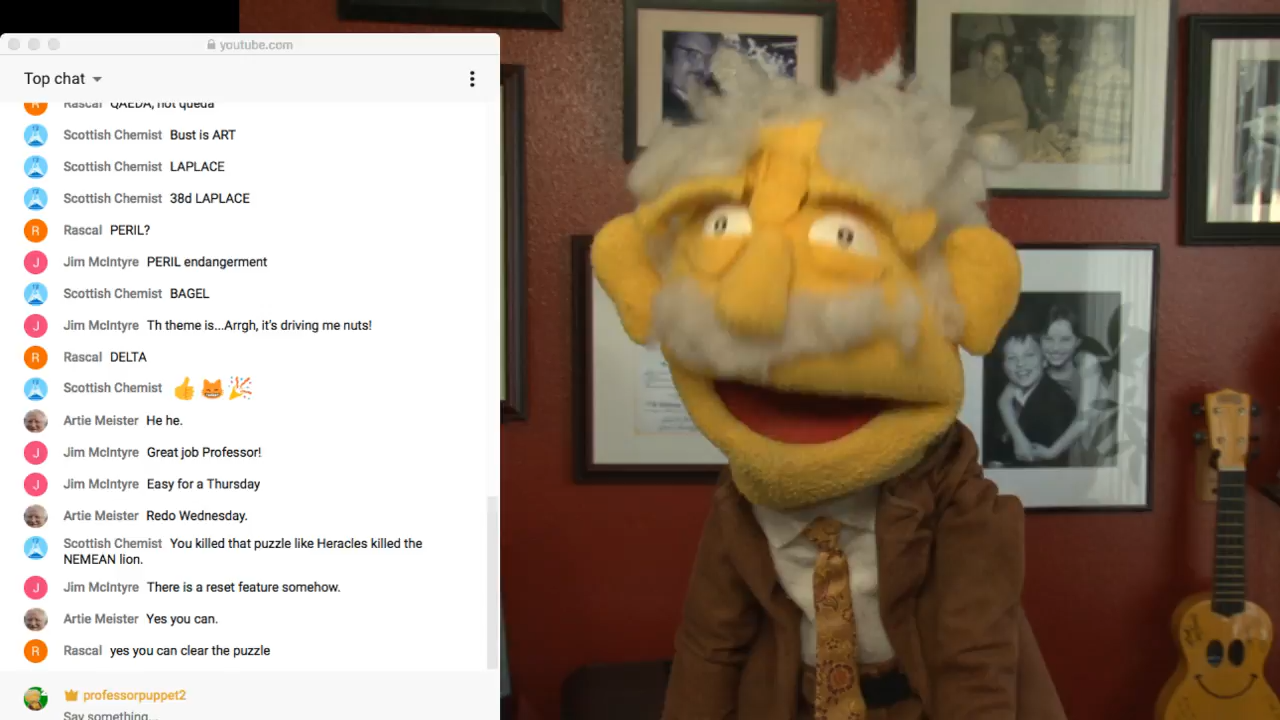 youtube.com
Top chat
Rascal QAEDA, not queda
Scottish Chemist Bust is ART
Scottish Chemist LAPLACE
Scottish Chemist 38d LAPLACE
Rascal PERIL?
Jim McIntyre PERIL endangerment
Scottish Chemist BAGEL
Jim McIntyre Th theme is...Arrgh, it's driving me nuts!
Rascal DELTA
Scottish Chemist 👍😸🎉
Artie Meister He he.
Jim McIntyre Great job Professor!
Jim McIntyre Easy for a Thursday
Artie Meister Redo Wednesday.
Scottish Chemist You killed that puzzle like Heracles killed the
NEMEAN lion.
Jim McIntyre There is a reset feature somehow.
Artie Meister Yes you can.
Rascal yes you can clear the puzzle
professorpuppet2
Say something...